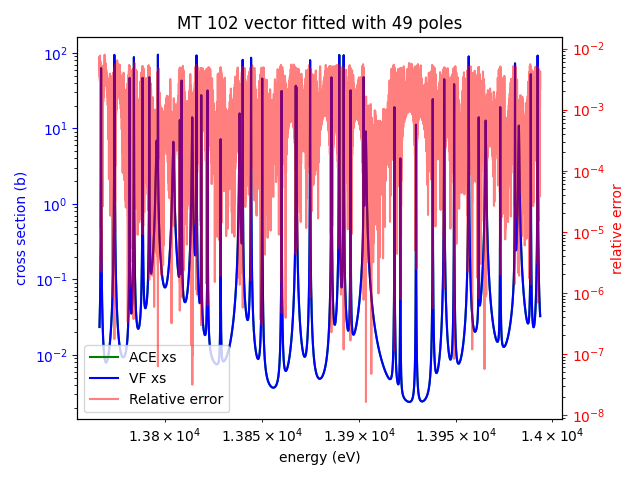 MT 102 vector fitted with 49 poles
10² 10¹ 10⁰ 10⁻¹ 10⁻²
cross section (b)
10⁻² 10⁻³ 10⁻⁴ 10⁻⁵ 10⁻⁶ 10⁻⁷ 10⁻⁸
relative error
ACE xs
VF xs
Relative error
1.38 × 10⁴ 1.385 × 10⁴ 1.39 × 10⁴ 1.395 × 10⁴ 1.4 × 10⁴
energy (eV)